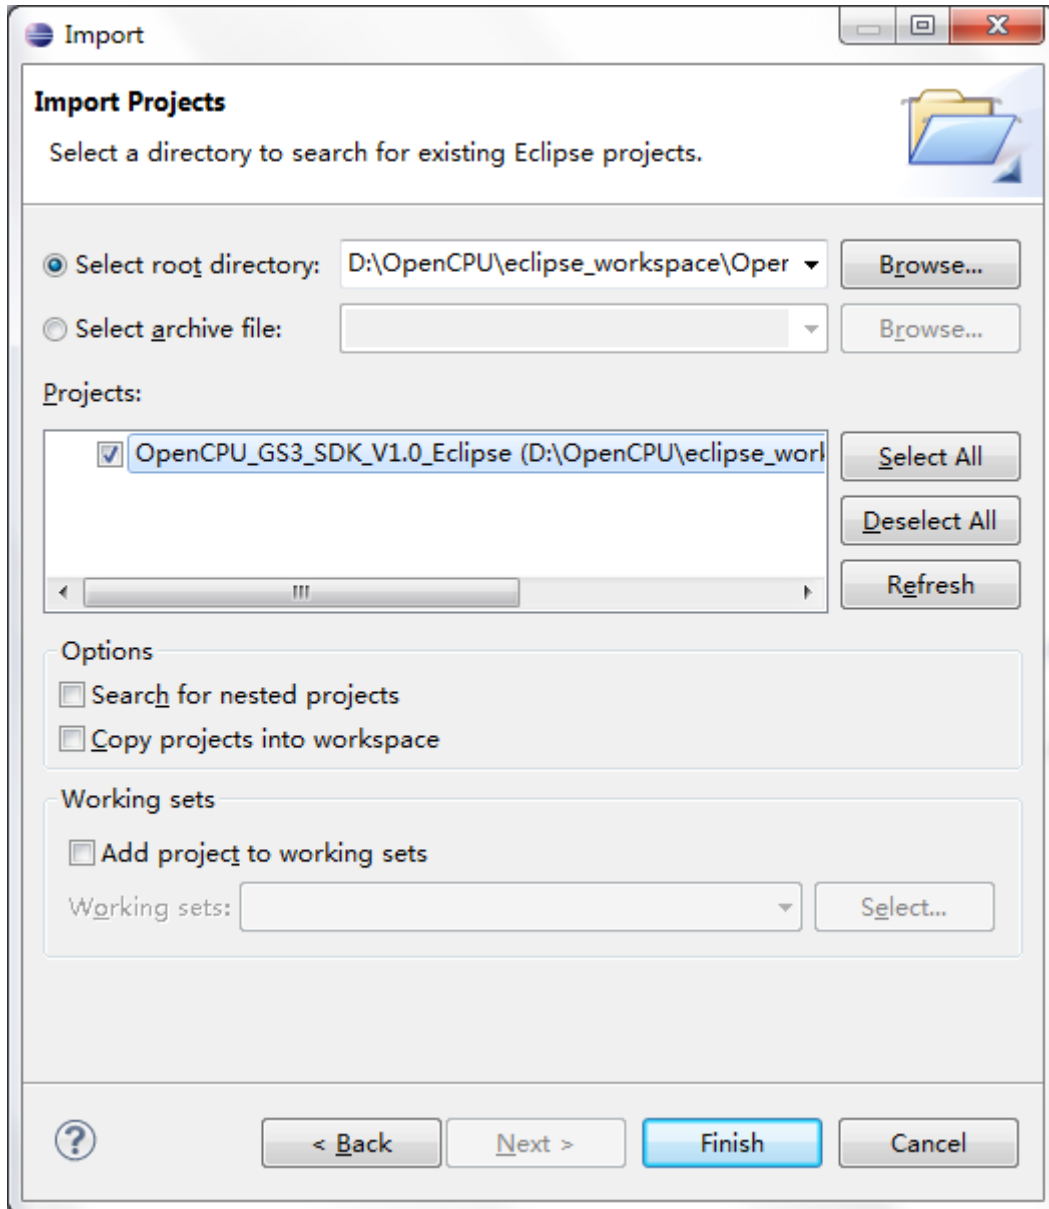 Import
Import Projects
Select a directory to search for existing Eclipse projects.
Select root directory: D:\OpenCPU\eclipse_workspace\Oper Browse...
Select archive file: Browse...
Projects:
OpenCPU_GS3_SDK_V1.0_Eclipse (D:\OpenCPU\eclipse_work Select All
Deselect All
Refresh
Options
Search for nested projects
Copy projects into workspace
Working sets
Add project to working sets
Working sets: Select...
? < Back Next > Finish Cancel